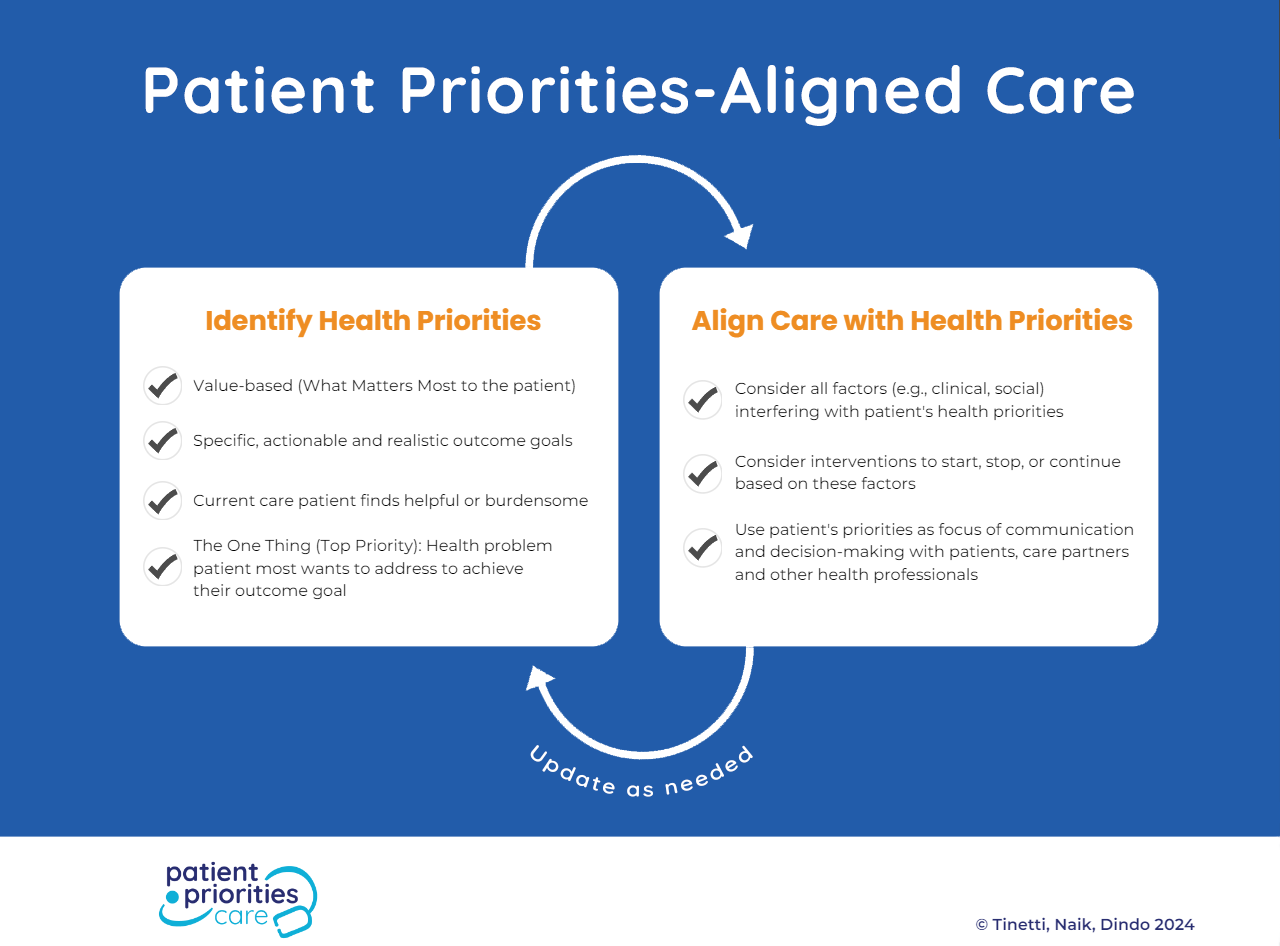 Patient Priorities-Aligned Care
Identify Health Priorities
Value-based (What Matters Most to the patient)
Specific, actionable and realistic outcome goals
Current care patient finds helpful or burdensome
The One Thing (Top Priority): Health problem
patient most wants to address to achieve
their outcome goal
Align Care with Health Priorities
Consider all factors (e.g., clinical, social)
interfering with patient's health priorities
Consider interventions to start, stop, or continue
based on these factors
Use patient's priorities as focus of communication
and decision-making with patients, care partners
and other health professionals
Update as needed
patient
priorities
care
© Tinetti, Naik, Dindo 2024